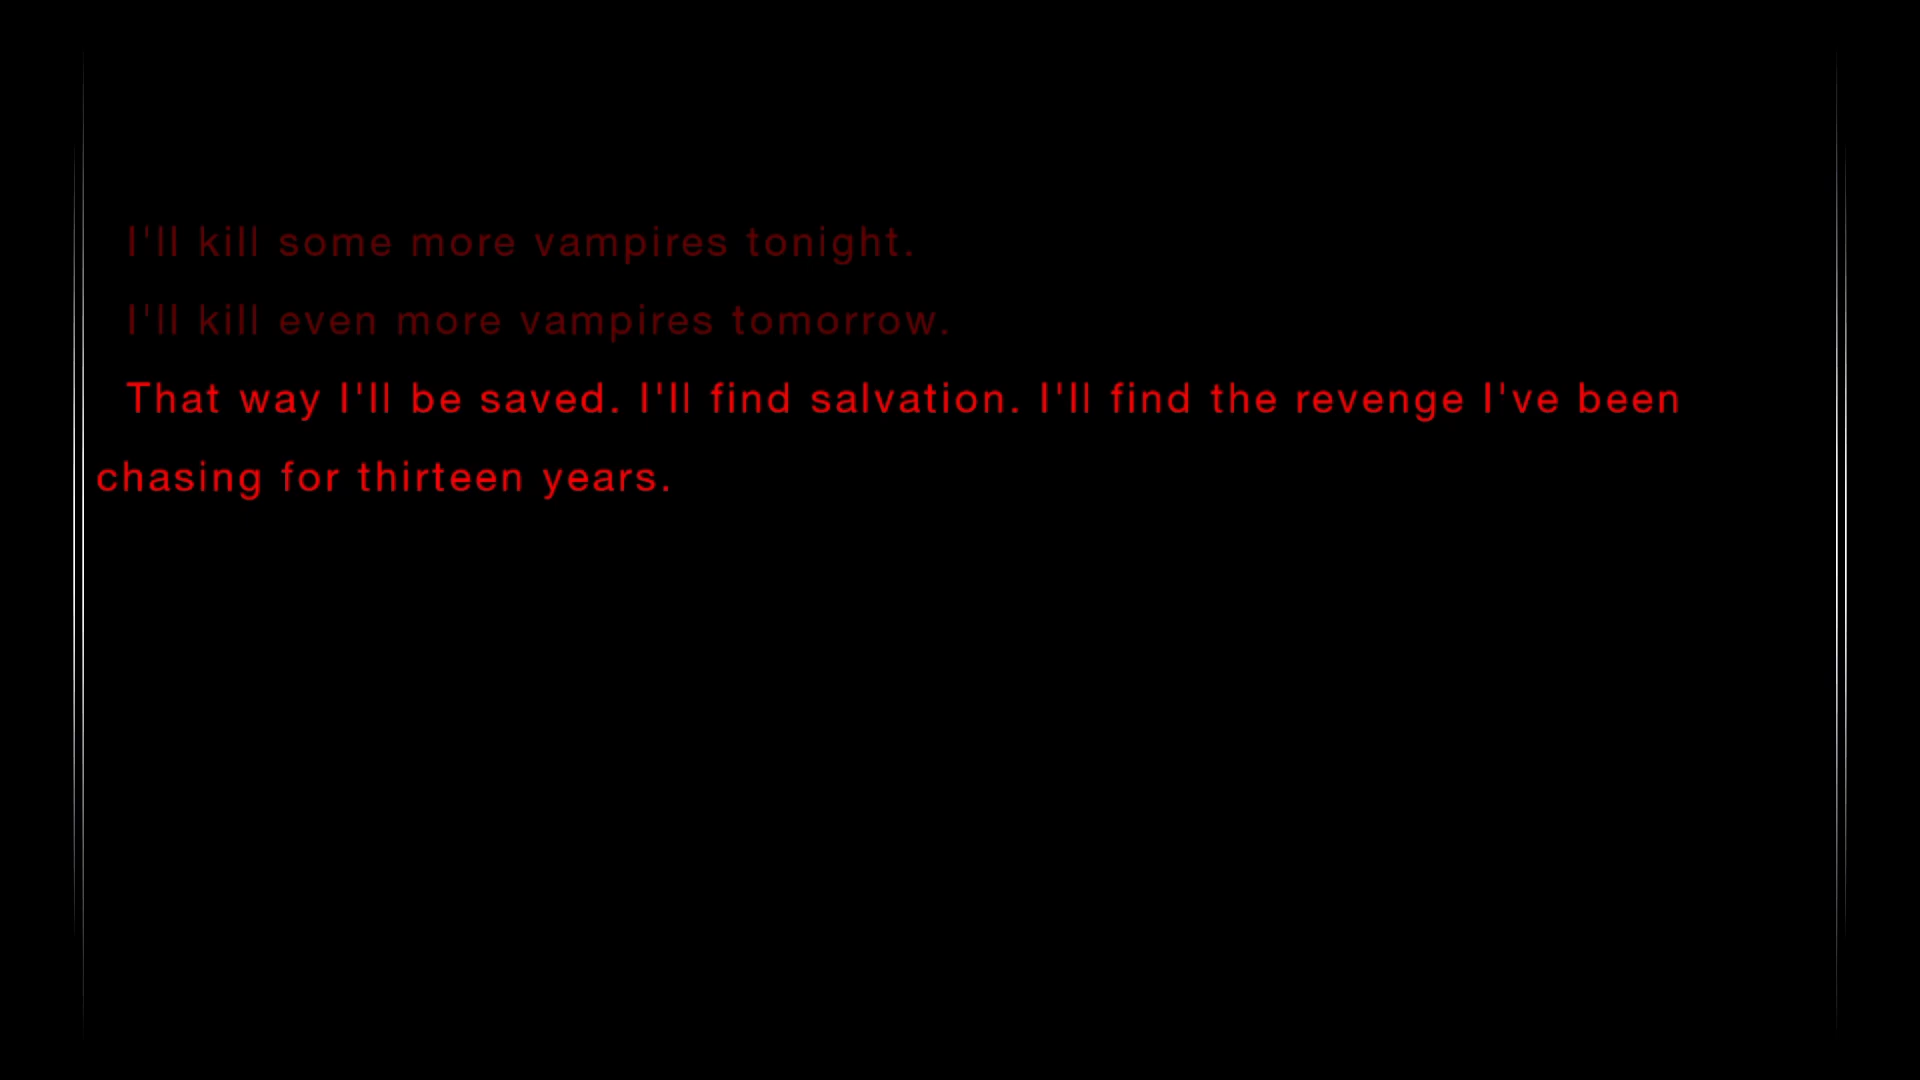 I'll kill some more vampires tonight.
I'll kill even more vampires tomorrow.
That way I'll be saved. I'll find salvation. I'll find the revenge I've been
chasing for thirteen years.